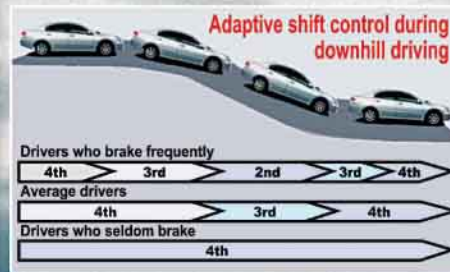 Adaptive shift control during
downhill driving
Drivers who brake frequently
4th 3rd 2nd 3rd 4th
Average drivers
4th 3rd 4th
Drivers who seldom brake
4th